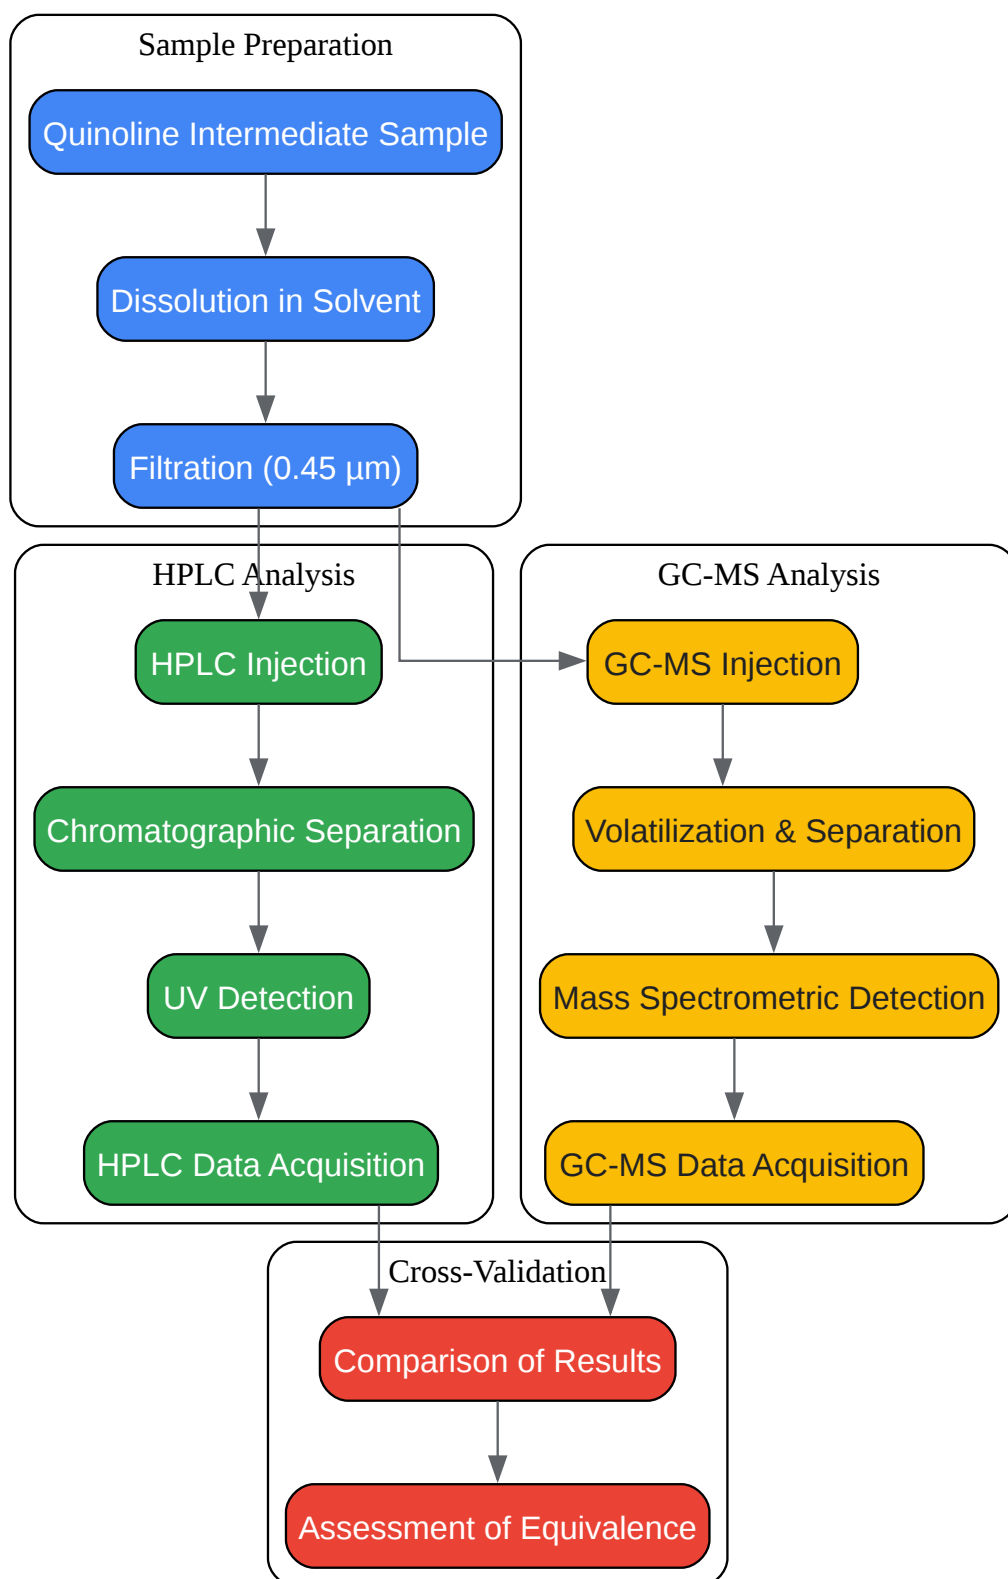 Sample Preparation
Quinoline Intermediate Sample
Dissolution in Solvent
Filtration (0.45 µm)
HPLC Analysis
HPLC Injection
Chromatographic Separation
UV Detection
HPLC Data Acquisition
GC-MS Analysis
GC-MS Injection
Volatilization & Separation
Mass Spectrometric Detection
GC-MS Data Acquisition
Cross-Validation
Comparison of Results
Assessment of Equivalence